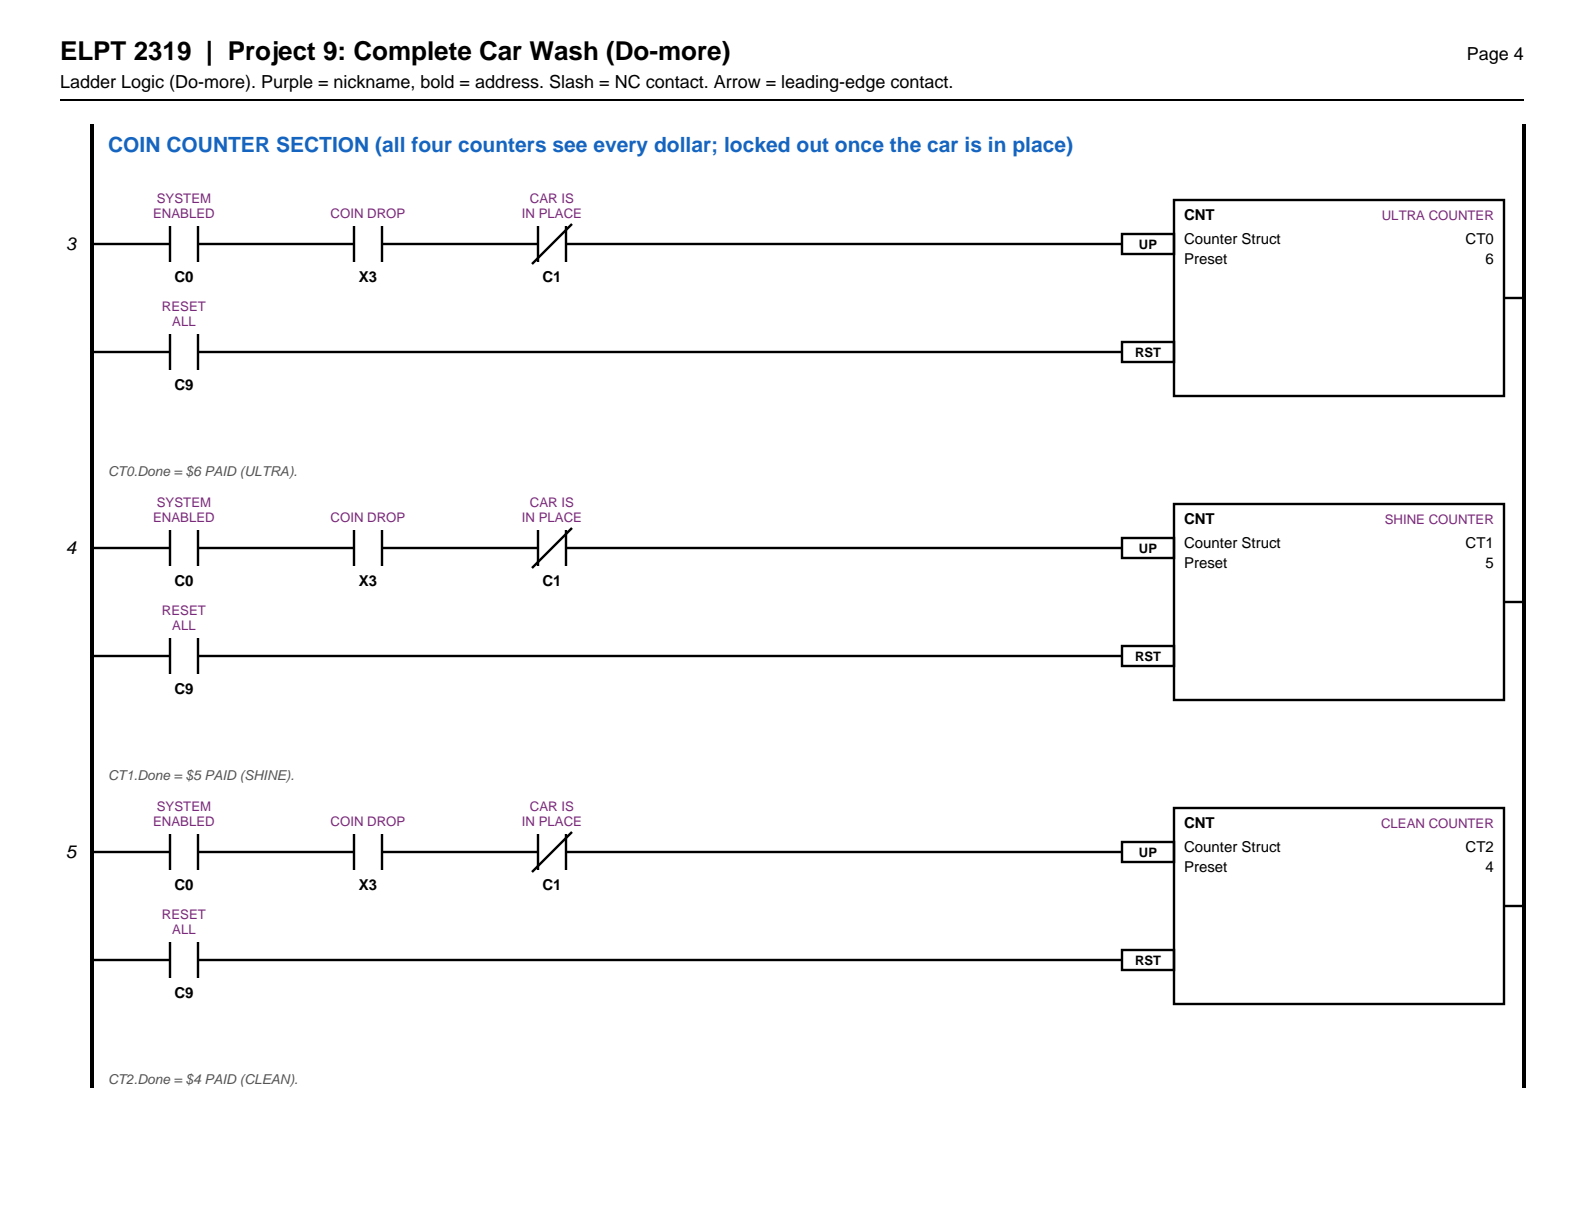 ELPT 2319 | Project 9: Complete Car Wash (Do-more)
Page 4
Ladder Logic (Do-more). Purple = nickname, bold = address. Slash = NC contact. Arrow = leading-edge contact.
COIN COUNTER SECTION (all four counters see every dollar; locked out once the car is in place)
SYSTEM
ENABLED
COIN DROP
CAR IS
IN PLACE
3
C0
X3
C1
UP
CNT
ULTRA COUNTER
Counter Struct
CT0
Preset
6
RESET
ALL
C9
RST
CT0.Done = $6 PAID (ULTRA).
SYSTEM
ENABLED
COIN DROP
CAR IS
IN PLACE
4
C0
X3
C1
UP
CNT
SHINE COUNTER
Counter Struct
CT1
Preset
5
RESET
ALL
C9
RST
CT1.Done = $5 PAID (SHINE).
SYSTEM
ENABLED
COIN DROP
CAR IS
IN PLACE
5
C0
X3
C1
UP
CNT
CLEAN COUNTER
Counter Struct
CT2
Preset
4
RESET
ALL
C9
RST
CT2.Done = $4 PAID (CLEAN).